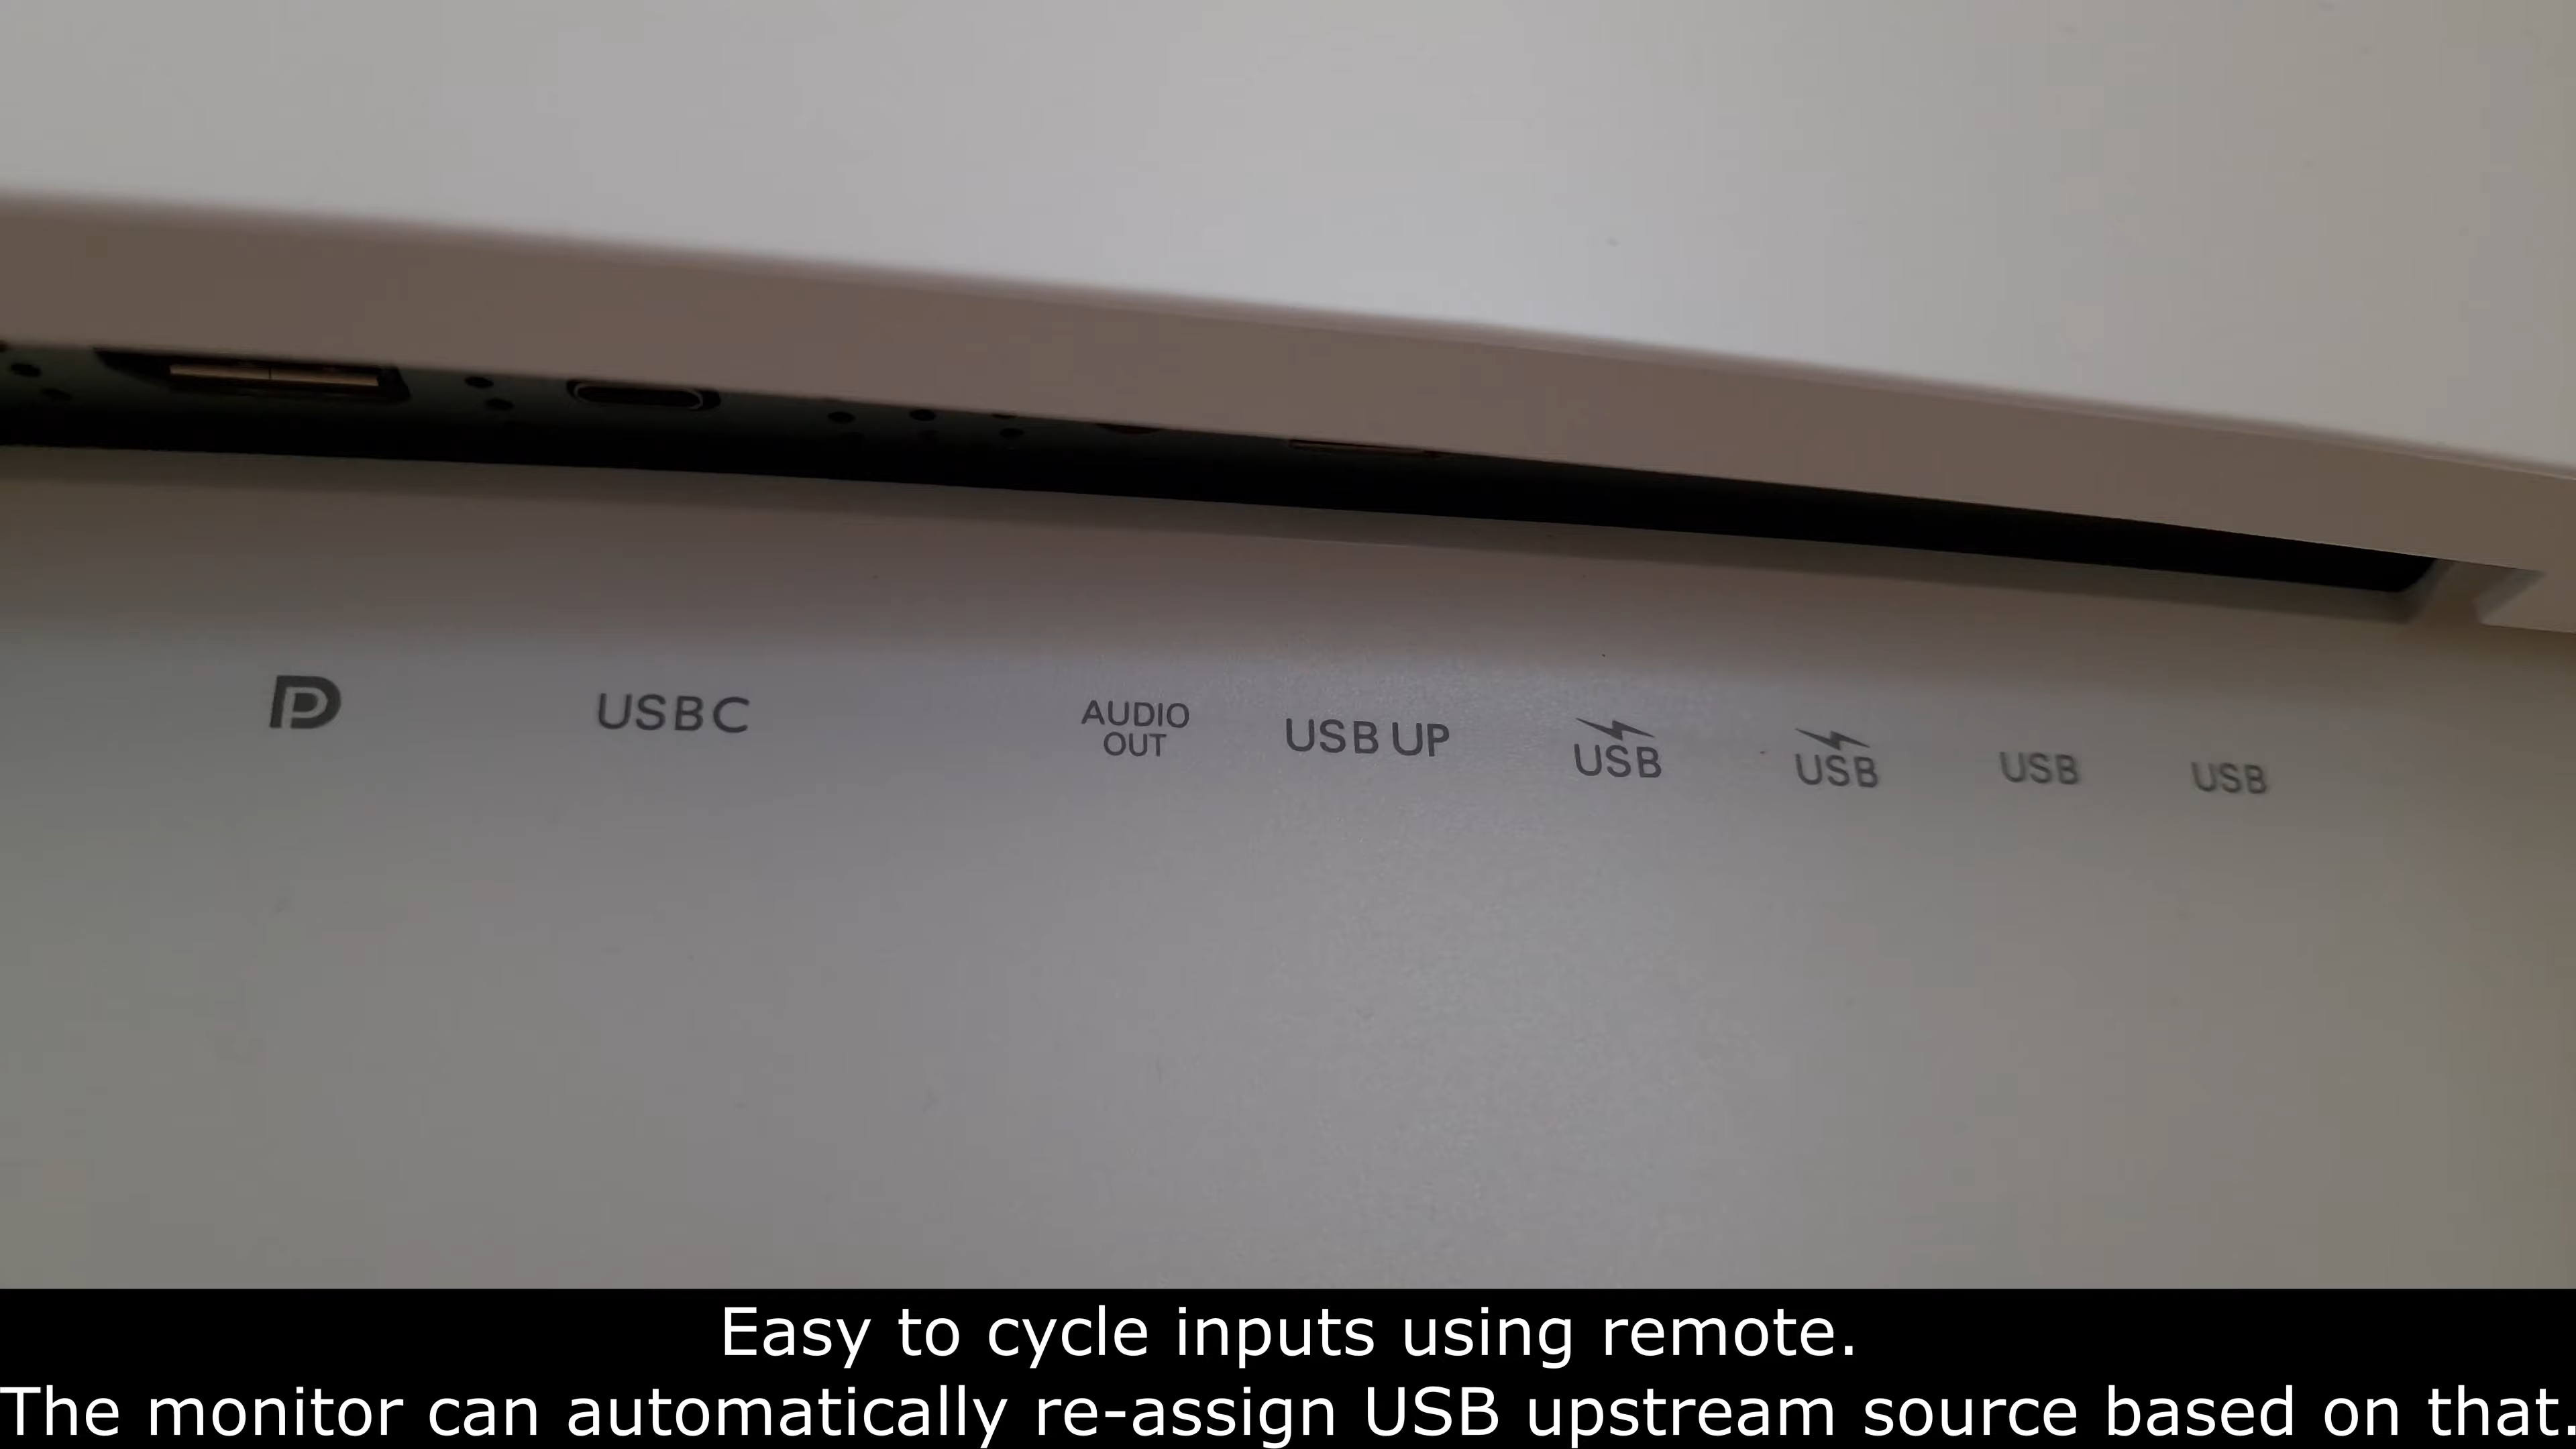 USB C
AUDIO
OUT
USB UP
USB
USB
USB
USB
Easy to cycle inputs using remote.
The monitor can automatically re-assign USB upstream source based on that.